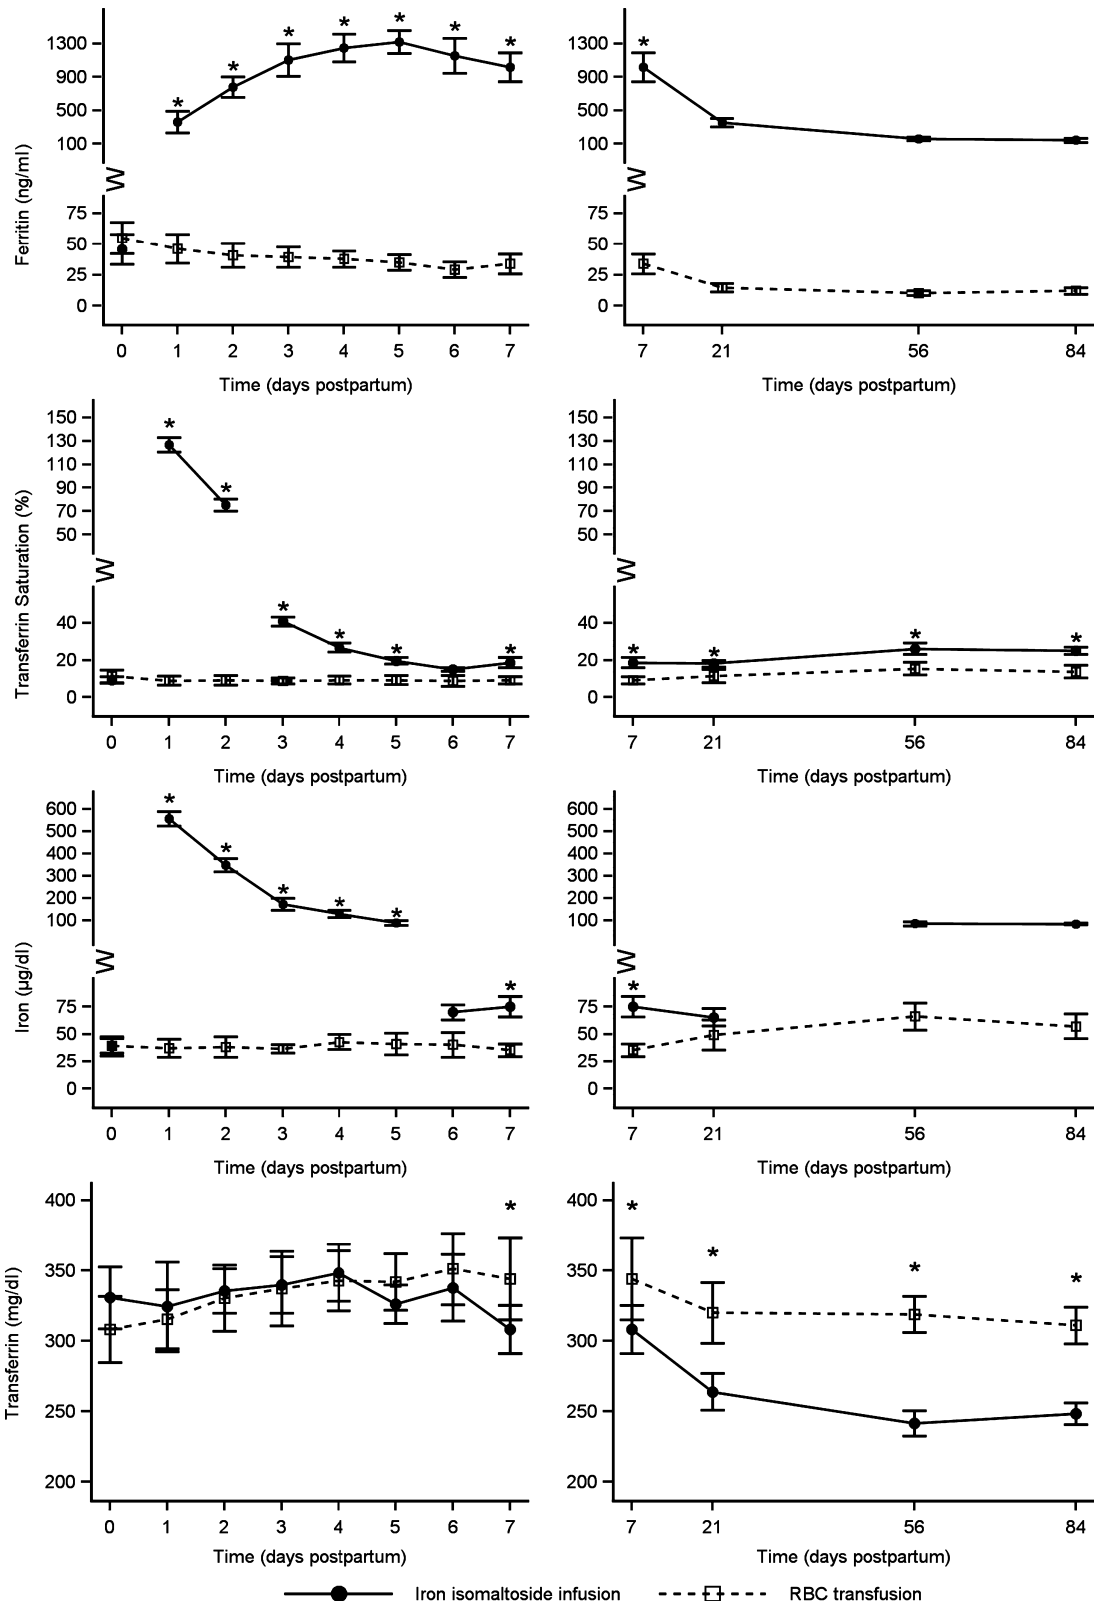 Ferritin (ng/ml)
1300
900
500
100
75
50
25
0
* * * * * * *
0 1 2 3 4 5 6 7
Time (days postpartum)
1300
900
500
100
75
50
25
0
*
7 21 56 84
Time (days postpartum)
Transferrin Saturation (%)
150
130
110
90
70
50
40
20
0
* * * * * *
0 1 2 3 4 5 6 7
Time (days postpartum)
150
130
110
90
70
50
40
20
0
* * * *
7 21 56 84
Time (days postpartum)
Iron (µg/dl)
600
500
400
300
200
100
75
50
25
0
* * * * * *
0 1 2 3 4 5 6 7
Time (days postpartum)
600
500
400
300
200
100
75
50
25
0
*
7 21 56 84
Time (days postpartum)
Transferrin (mg/dl)
400
350
300
250
200
*
0 1 2 3 4 5 6 7
Time (days postpartum)
400
350
300
250
200
* * * *
7 21 56 84
Time (days postpartum)
Iron isomaltoside infusion RBC transfusion